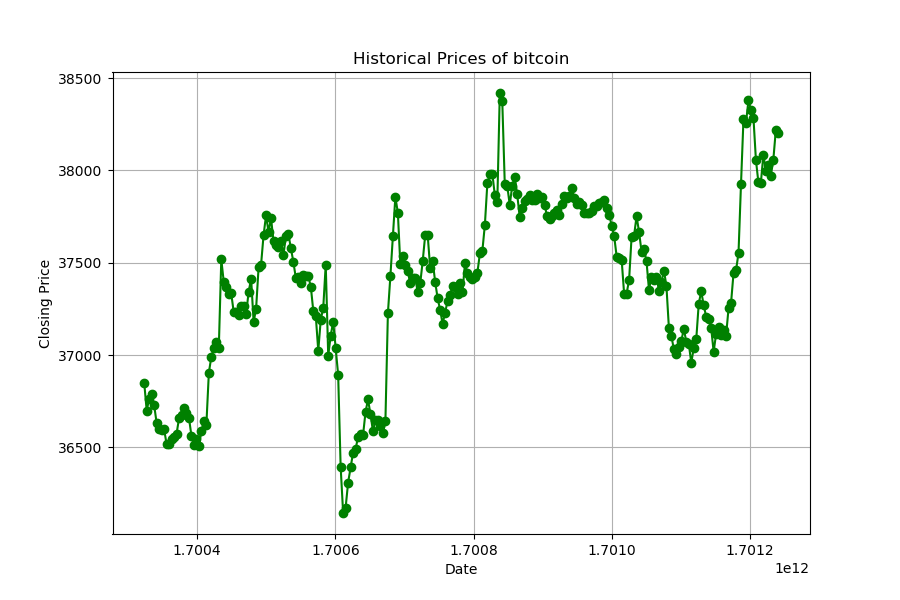 Historical Prices of bitcoin
38500
38000
37500
37000
36500
Closing Price
1.7004 1.7006 1.7008 1.7010 1.7012
1e12
Date